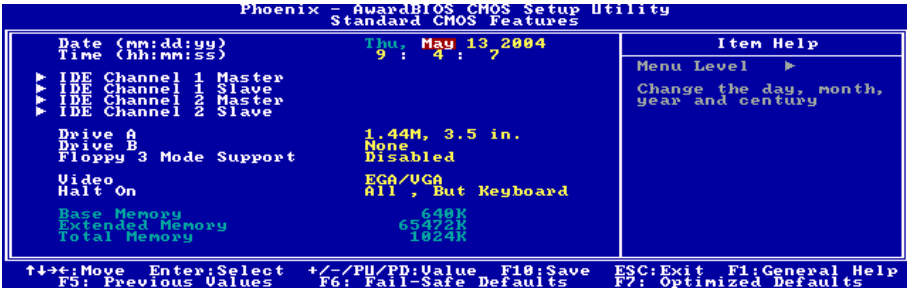 Phoenix - AwardBIOS CMOS Setup Utility
Standard CMOS Features
Date (mm:dd:yy) Thu, May 13 2004
Time (hh:mm:ss) 9 : 4 : 7
► IDE Channel 1 Master
► IDE Channel 1 Slave
► IDE Channel 2 Master
► IDE Channel 2 Slave
Drive A 1.44M, 3.5 in.
Drive B None
Floppy 3 Mode Support Disabled
Video EGA/VGA
Halt On All , But Keyboard
Base Memory 640K
Extended Memory 65472K
Total Memory 1024K
Item Help
Menu Level ►
Change the day, month,
year and century
↑↓→←:Move Enter:Select +/-/PU/PD:Value F10:Save ESC:Exit F1:General Help
F5: Previous Values F6: Fail-Safe Defaults F7: Optimized Defaults